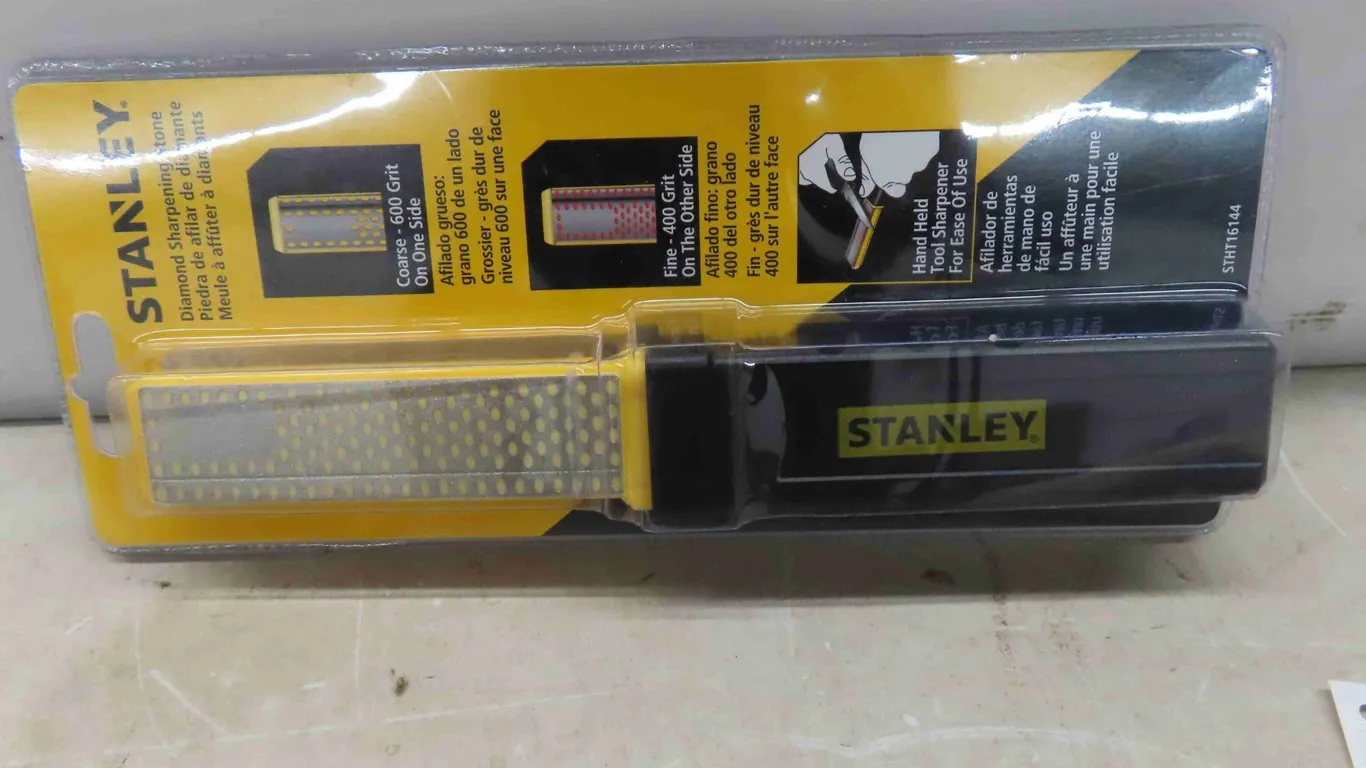 STANLEY®
Diamond Sharpening Stone
Piedra de afilar de diamante
Meule à affûter à diamants
Coarse - 600 Grit
On One Side
Afilado grueso:
grano 600 de un lado
Grossier - grès dur de
niveau 600 sur une face
Fine - 400 Grit
On The Other Side
Afilado fino: grano
400 del otro lado
Fin - grès dur de niveau
400 sur l'autre face
Hand Held
Tool Sharpener
For Ease Of Use
Afilador de
herramientas
de mano de
fácil uso
Un affûteur à
une main pour une
utilisation facile
STHT16144
STANLEY®